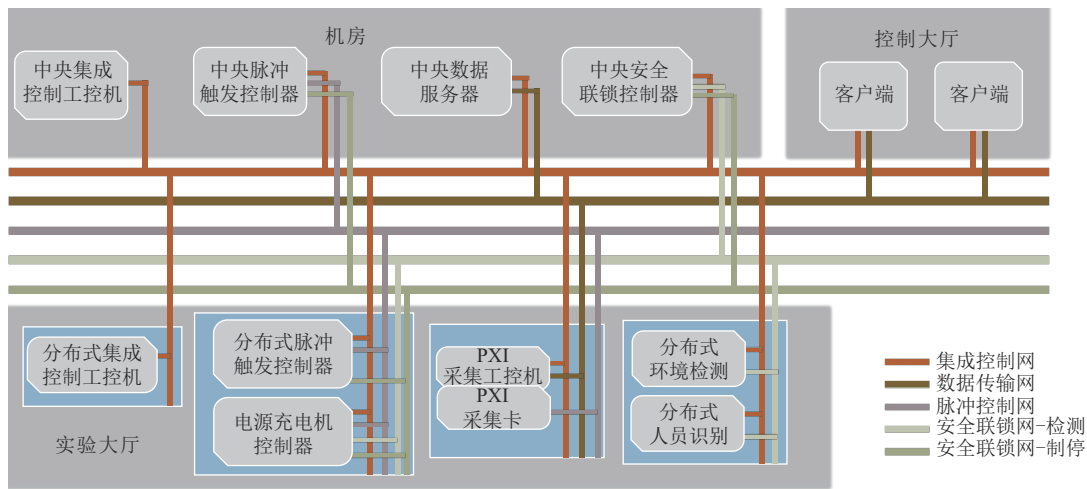 机房
控制大厅
中央集成
控制工控机
中央脉冲
触发控制器
中央数据
服务器
中央安全
联锁控制器
客户端
客户端
分布式集成
控制工控机
分布式脉冲
触发控制器
电源充电机
控制器
PXI
采集工控机
PXI
采集卡
分布式
环境检测
分布式
人员识别
实验大厅
集成控制网
数据传输网
脉冲控制网
安全联锁网-检测
安全联锁网-制停